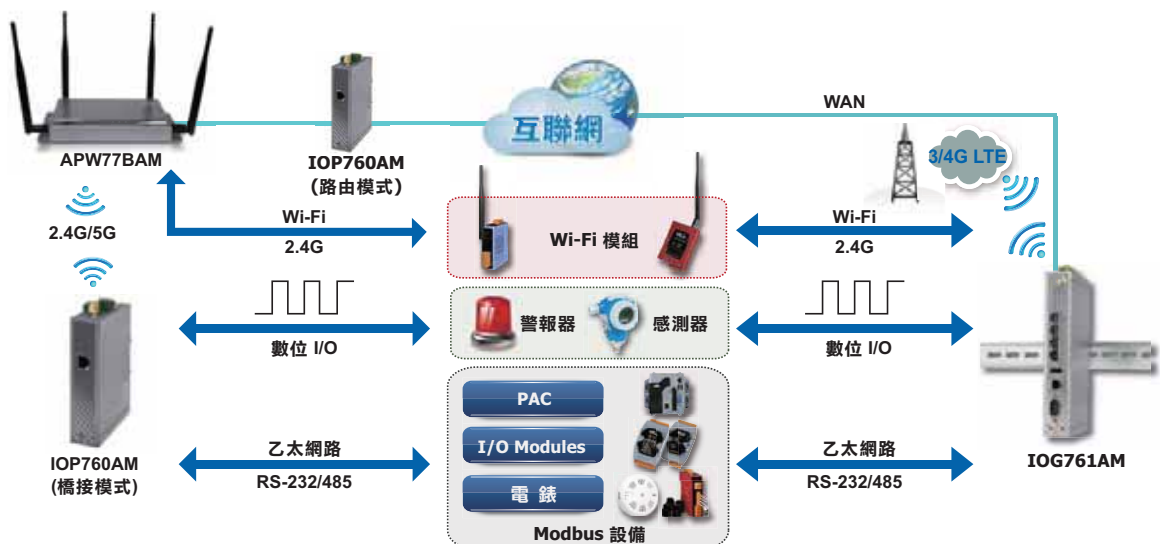 WAN
互聯網
3/4G LTE
APW77BAM
IOP760AM
(路由模式)
2.4G/5G
Wi-Fi
2.4G
Wi-Fi 模組
Wi-Fi
2.4G
警報器
感測器
數位 I/O
數位 I/O
PAC
I/O Modules
電 錶
Modbus 設備
乙太網路
RS-232/485
乙太網路
RS-232/485
IOP760AM
(橋接模式)
IOG761AM